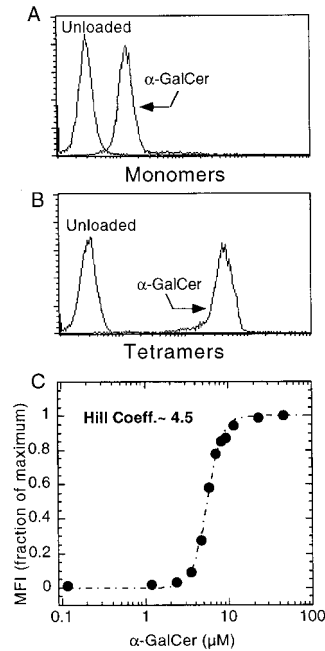 A
Unloaded
α-GalCer
Monomers
B
Unloaded
α-GalCer
Tetramers
C
Hill Coeff.~ 4.5
MFI (fraction of maximum)
1
0.8
0.6
0.4
0.2
0
0.1 1 10 100
α-GalCer (μM)